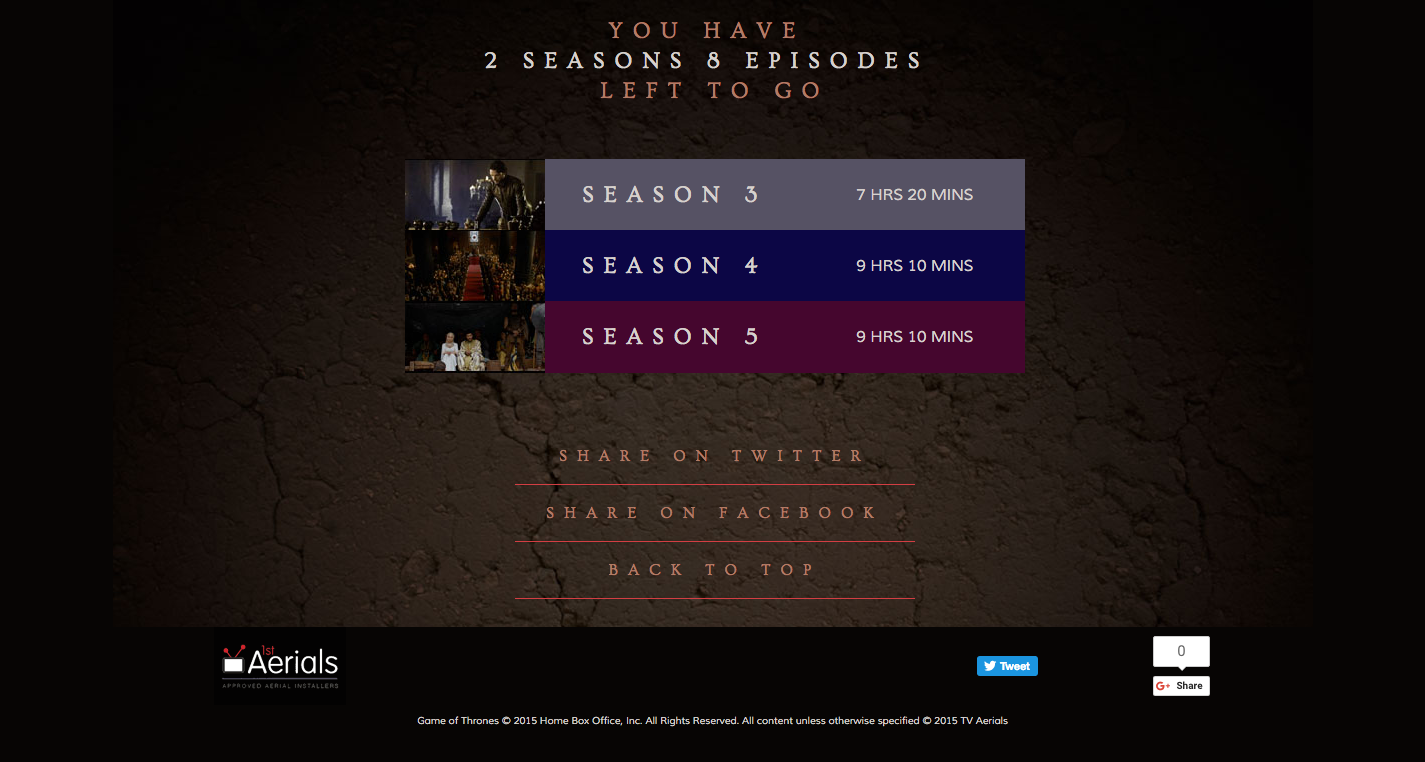 YOU HAVE
2 SEASONS 8 EPISODES
LEFT TO GO
SEASON 3 7 HRS 20 MINS
SEASON 4 9 HRS 10 MINS
SEASON 5 9 HRS 10 MINS
SHARE ON TWITTER
SHARE ON FACEBOOK
BACK TO TOP
1st
Aerials
APPROVED AERIAL INSTALLERS
Tweet
0
G+ Share
Game of Thrones © 2015 Home Box Office, Inc. All Rights Reserved. All content unless otherwise specified © 2015 TV Aerials